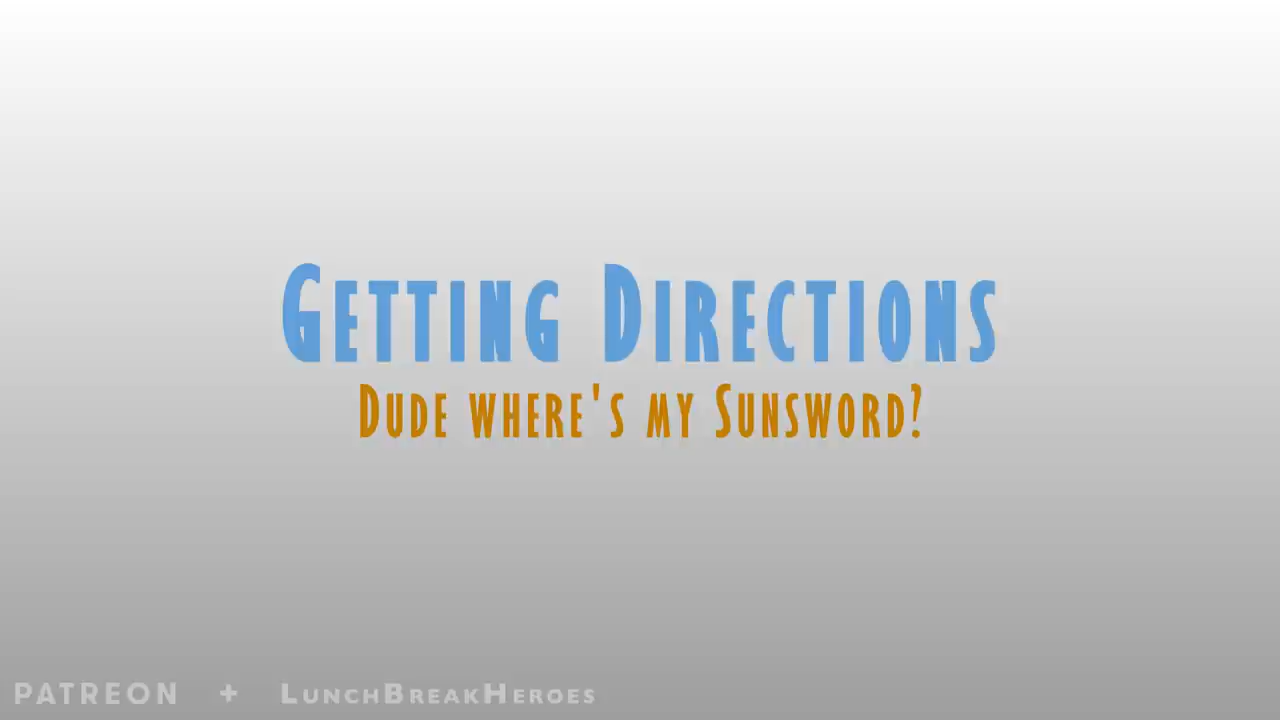 Getting Directions
Dude where's my Sunsword?
PATREON + LunchBreakHeroes